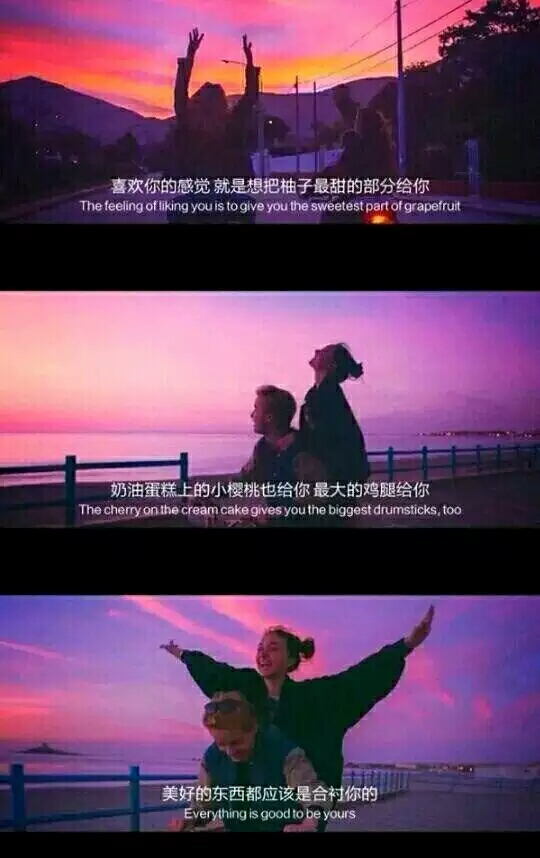 喜欢你的感觉 就是想把柚子最甜的部分给你
The feeling of liking you is to give you the sweetest part of grapefruit
奶油蛋糕上的小樱桃也给你 最大的鸡腿给你
The cherry on the cream cake gives you the biggest drumsticks, too
美好的东西都应该是合衬你的
Everything is good to be yours